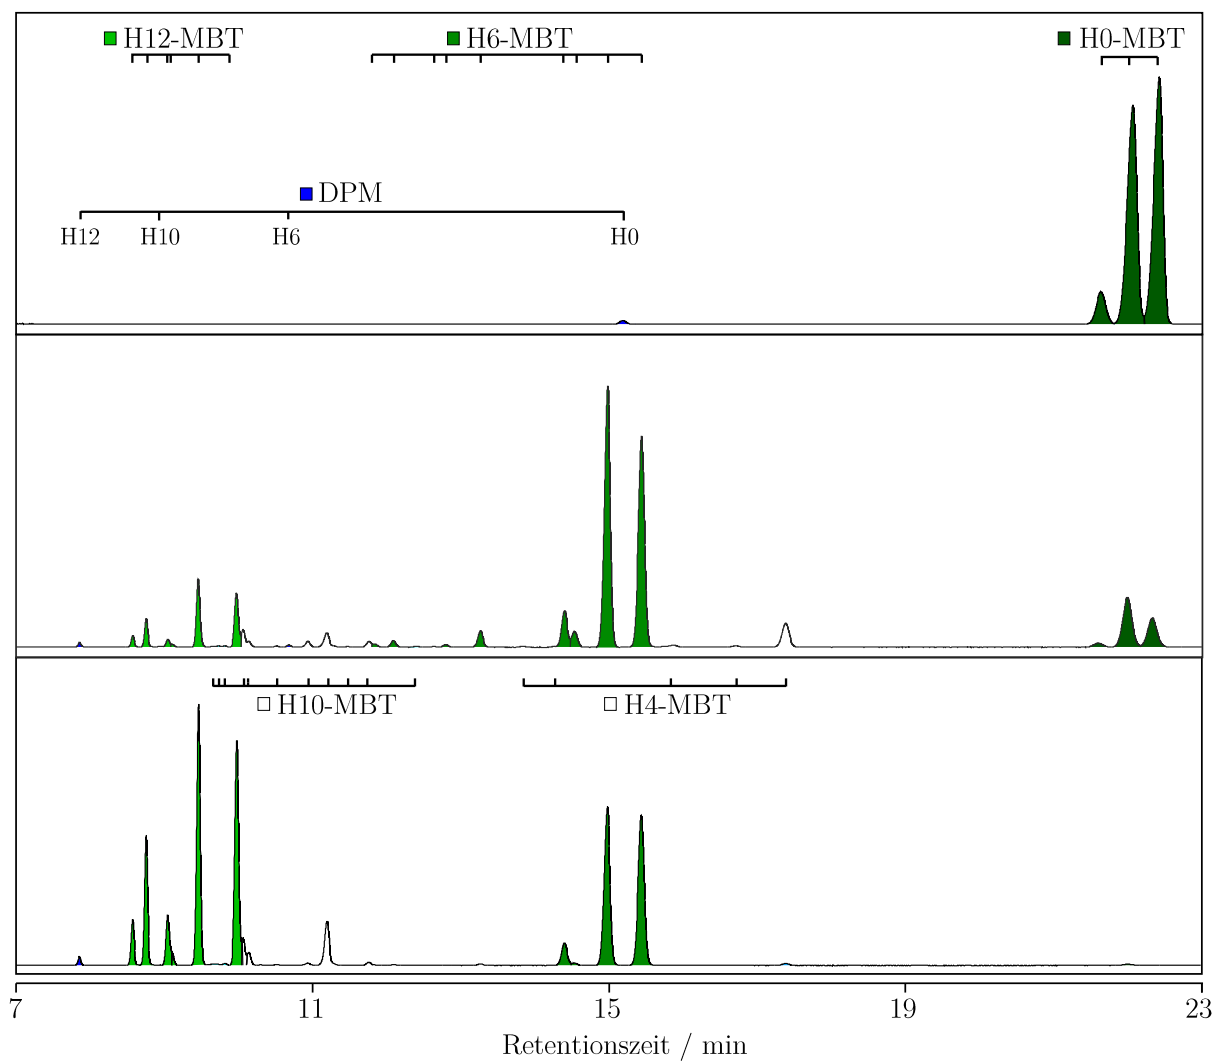 H12-MBT H6-MBT H0-MBT
DPM
H12 H10 H6 H0
H10-MBT H4-MBT
7 11 15 19 23
Retentionszeit / min